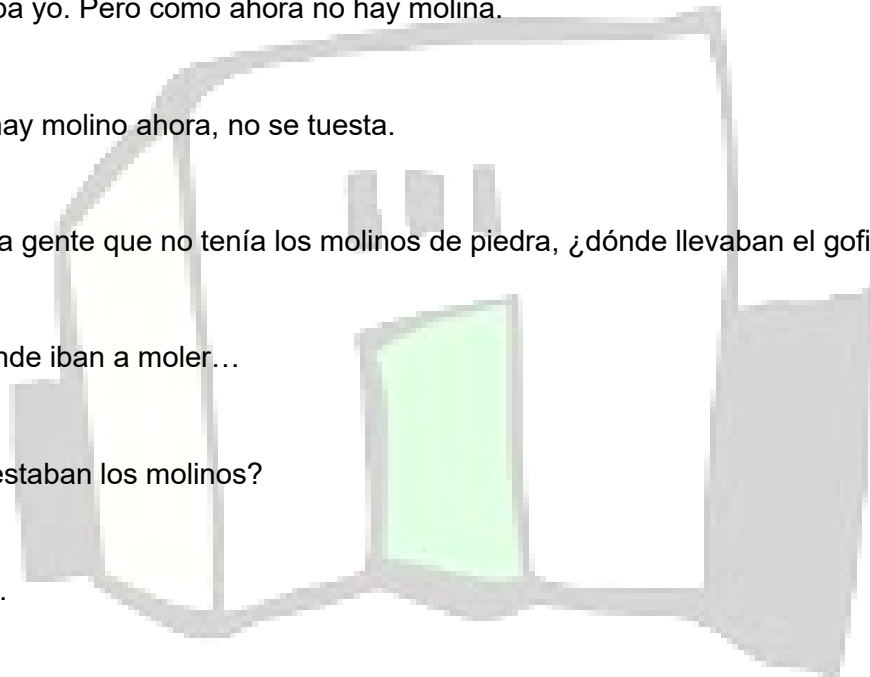 yo. Pero como ahora no hay molina.
hay molino ahora, no se tuesta.
a gente que no tenía los molinos de piedra, ¿dónde llevaban el gofi
nde iban a moler…
estaban los molinos?
.